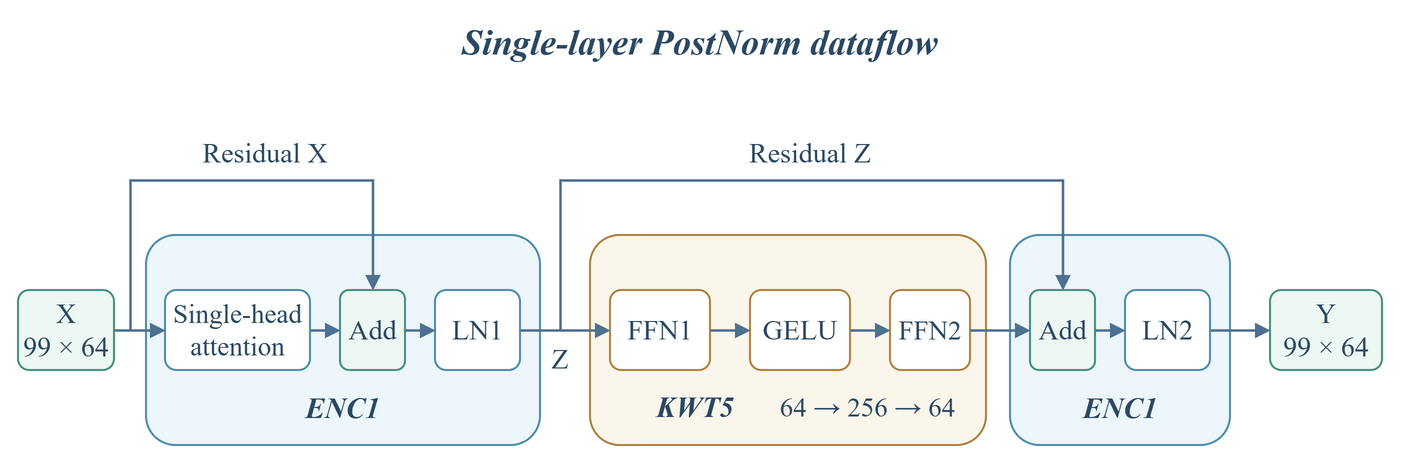 Single-layer PostNorm dataflow
Residual X
Residual Z
X
99 × 64
Single-head
attention
Add
LN1
Z
FFN1
GELU
FFN2
Add
LN2
Y
99 × 64
ENC1
KWT5
64 → 256 → 64
ENC1